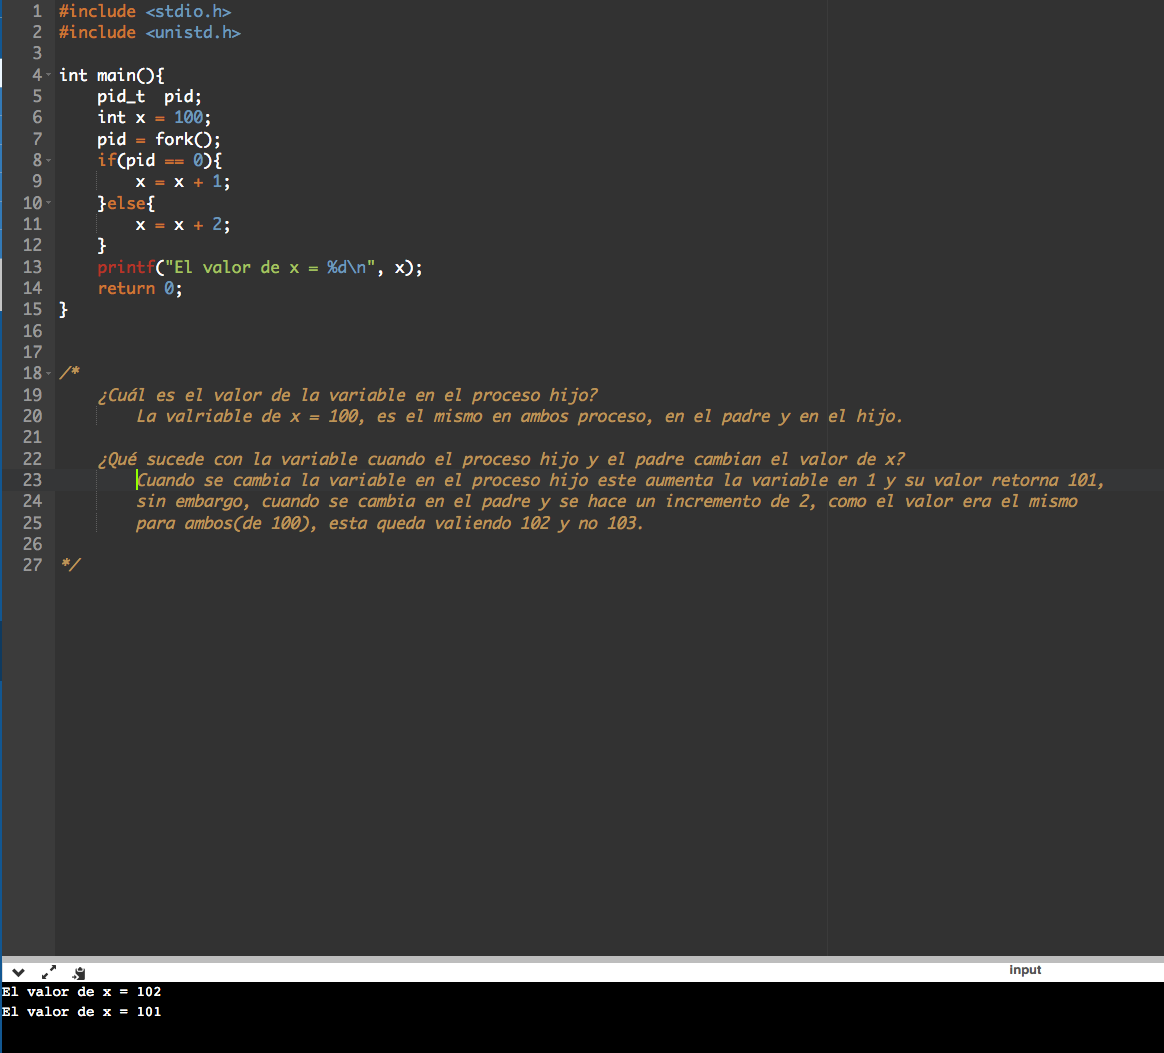 1 #include <stdio.h>
2 #include <unistd.h>
3
4 int main(){
5 pid_t  pid;
6 int x = 100;
7 pid = fork();
8 if(pid == 0){
9 x = x + 1;
10 }else{
11 x = x + 2;
12 }
13 printf("El valor de x = %d\n", x);
14 return 0;
15 }
16
17
18 /*
19 ¿Cuál es el valor de la variable en el proceso hijo?
20 La valriable de x = 100, es el mismo en ambos proceso, en el padre y en el hijo.
21
22 ¿Qué sucede con la variable cuando el proceso hijo y el padre cambian el valor de x?
23 Cuando se cambia la variable en el proceso hijo este aumenta la variable en 1 y su valor retorna 101,
24 sin embargo, cuando se cambia en el padre y se hace un incremento de 2, como el valor era el mismo
25 para ambos(de 100), esta queda valiendo 102 y no 103.
26
27 */
input
El valor de x = 102
El valor de x = 101